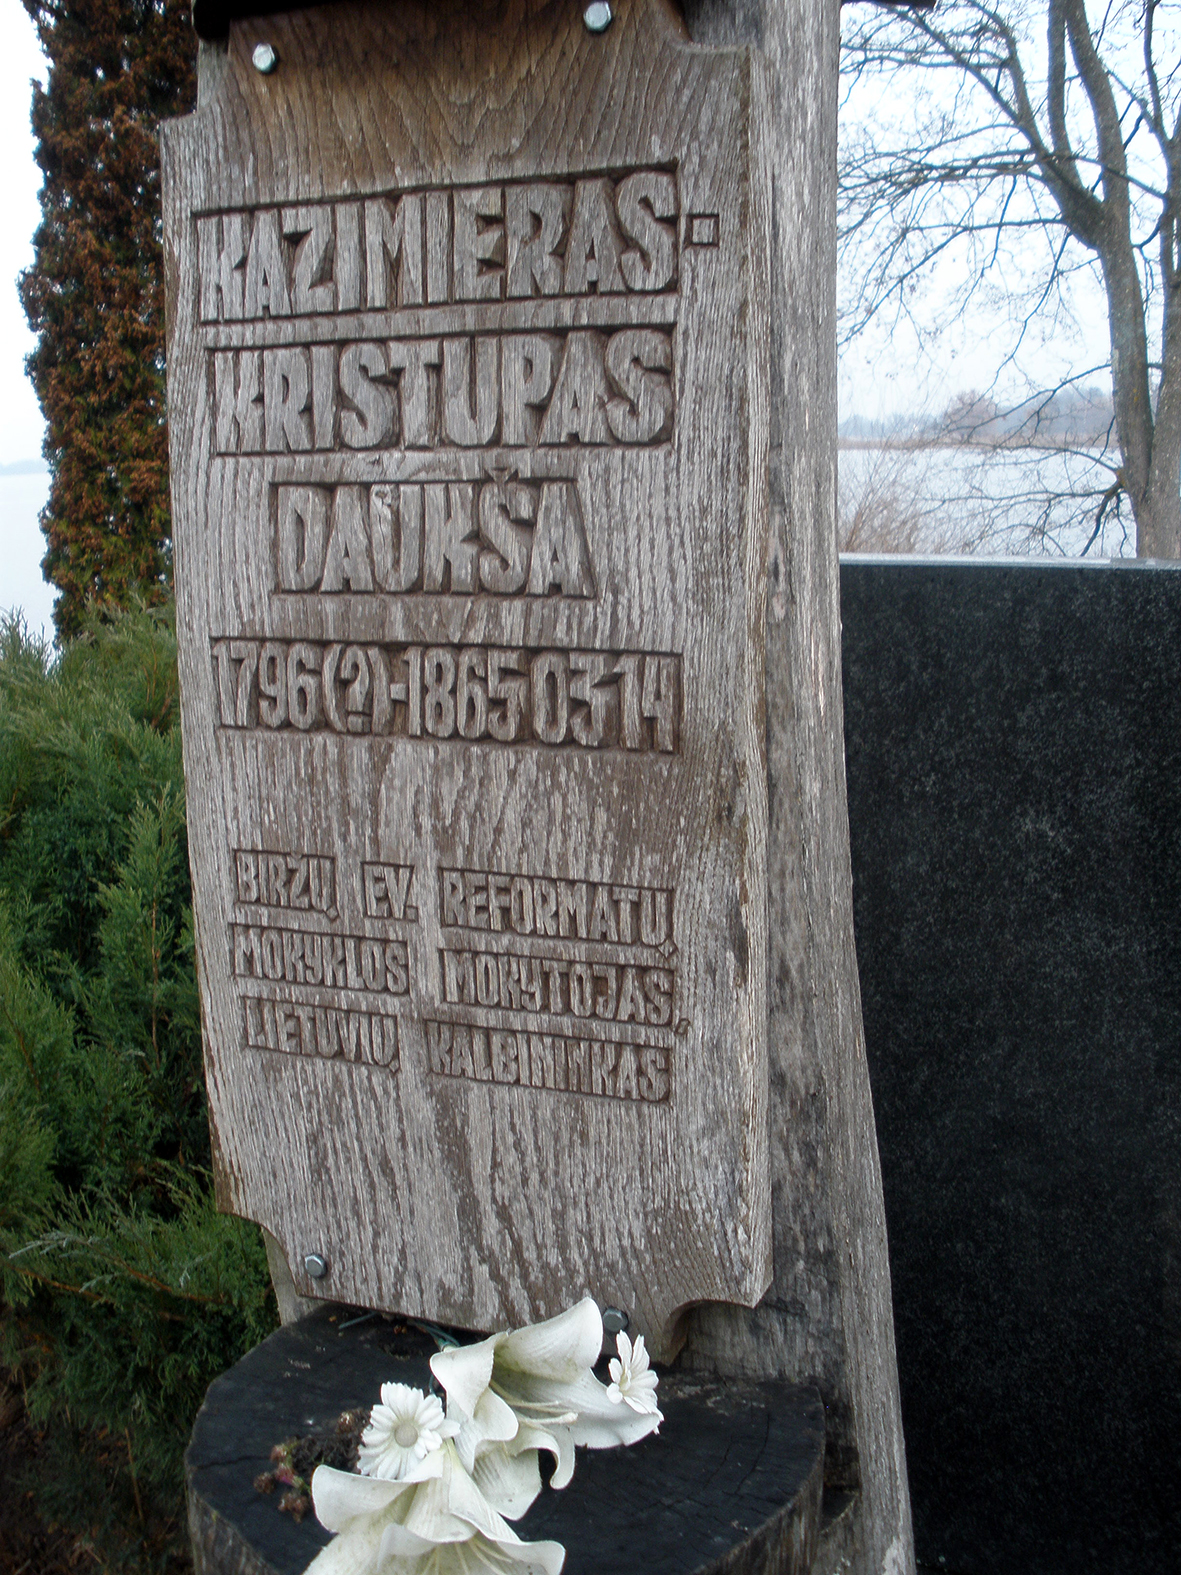 KAZIMIERAS-
KRISTUPAS
DAUKŠA
1796(?)-1865 03 14
BIRŽŲ EV. REFORMATŲ
MOKYKLOS MOKYTOJAS,
LIETUVIŲ KALBININKAS